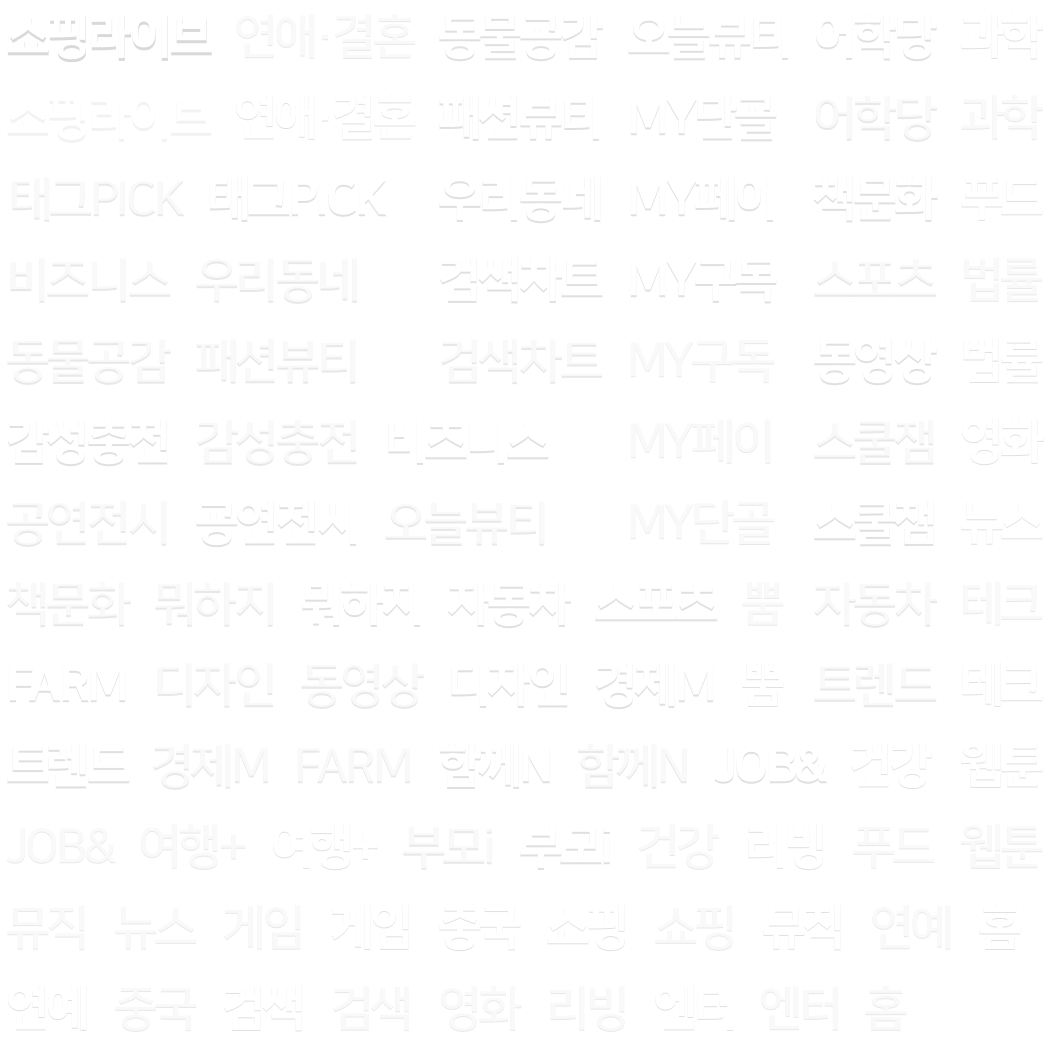 쇼핑라이브 연애·결혼 동물공감 오늘뷰티 어학당 과학
쇼핑라이브 연애·결혼 패션뷰티 MY단골 어학당 과학
태그PICK 태그PICK 우리동네 MY페이 책문화 푸드
비즈니스 우리동네 검색차트 MY구독 스포츠 법률
동물공감 패션뷰티 검색차트 MY구독 동영상 법률
감성충전 감성충전 비즈니스 MY페이 스쿨잼 영화
공연전시 공연전시 오늘뷰티 MY단골 스쿨잼 뉴스
책문화 뭐하지 뭐하지 자동차 스포츠 뿜 자동차 테크
FARM 디자인 동영상 디자인 경제M 뿜 트렌드 테크
트렌드 경제M FARM 함께N 함께N JOB& 건강 웹툰
JOB& 여행+ 여행+ 부모i 부모i 건강 리빙 푸드 웹툰
뮤직 뉴스 게임 게임 중국 쇼핑 쇼핑 뮤직 연예 홈
연예 중국 검색 검색 영화 리빙 엔터 엔터 홈